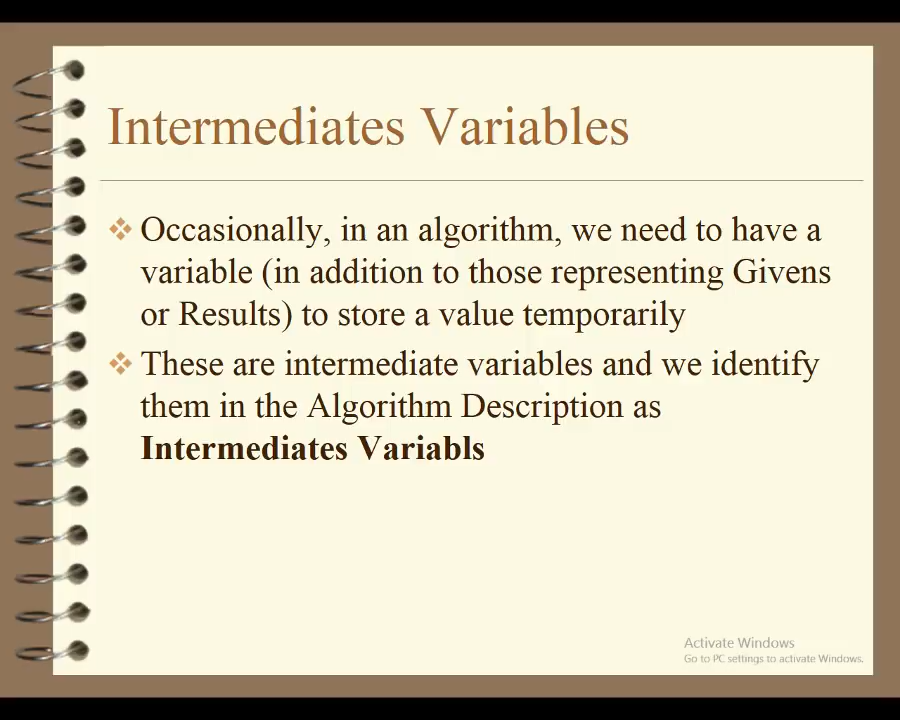 Intermediates Variables
Occasionally, in an algorithm, we need to have a
variable (in addition to those representing Givens
or Results) to store a value temporarily
These are intermediate variables and we identify
them in the Algorithm Description as
Intermediates Variabls
Activate Windows
Go to PC settings to activate Windows.